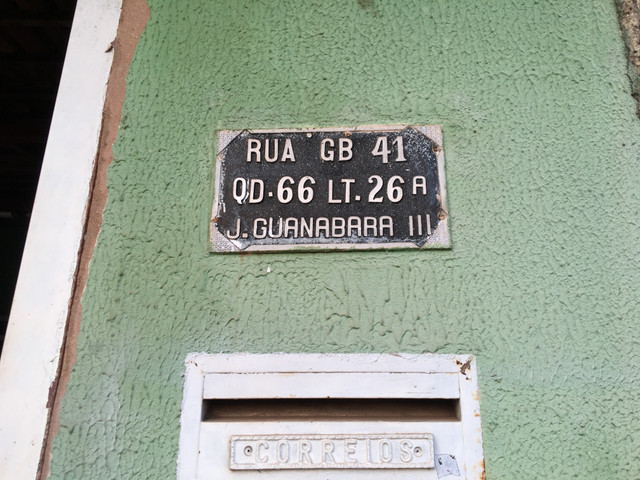 RUA GB 41
QD.66 LT.26 A
J.GUANABARA III
CORREIOS